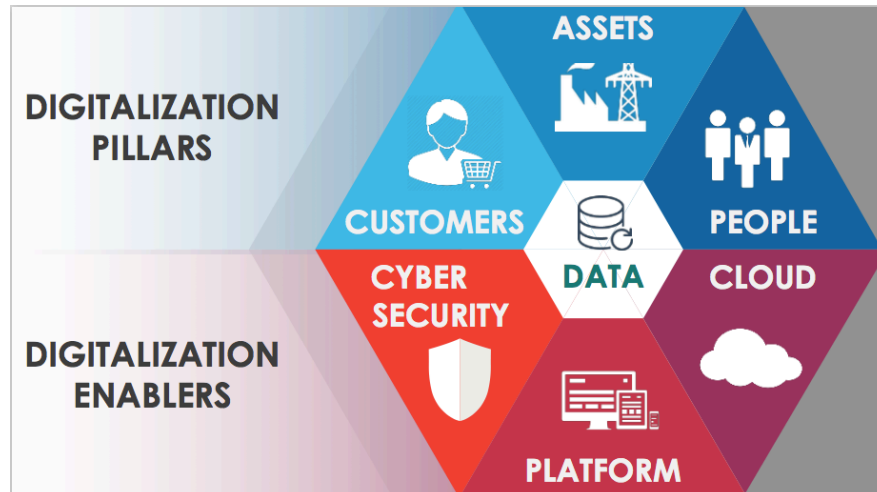 DIGITALIZATION
PILLARS
ASSETS
CUSTOMERS
PEOPLE
DATA
CYBER
SECURITY
CLOUD
DIGITALIZATION
ENABLERS
PLATFORM